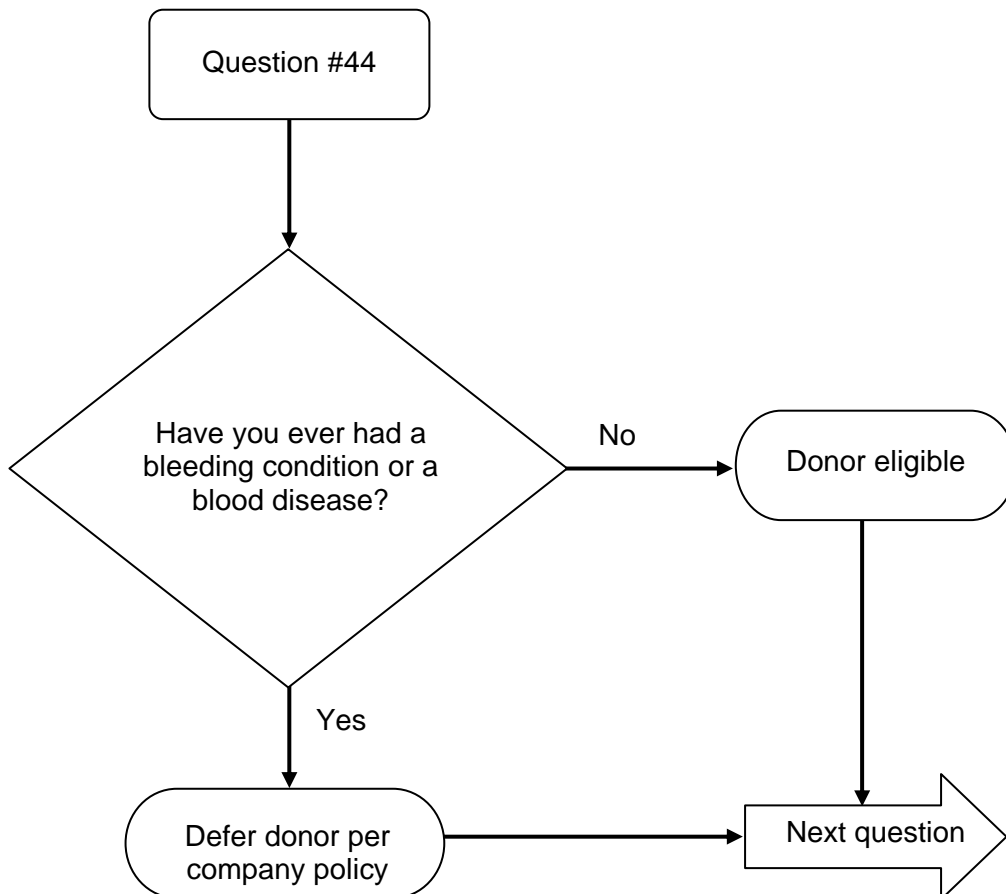 Question #44
Have you ever had a
bleeding condition or a
blood disease?
No
Donor eligible
Yes
Defer donor per
company policy
Next question